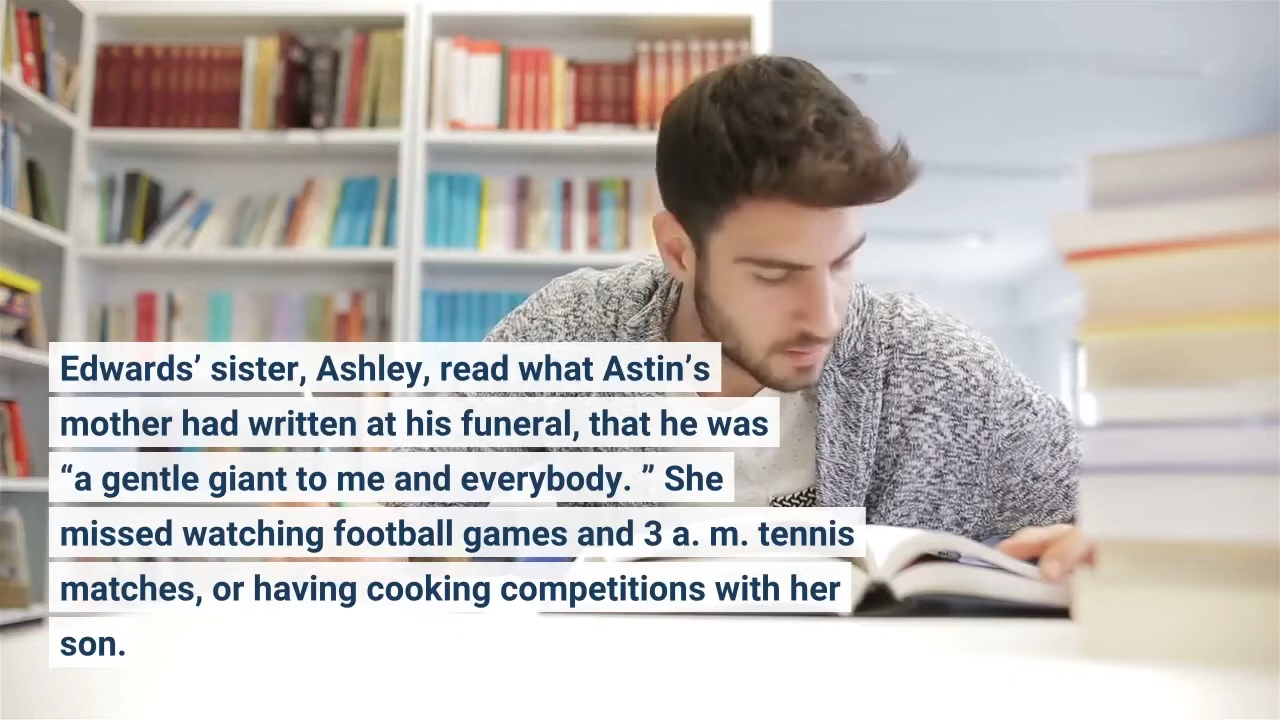 Edwards’ sister, Ashley, read what Astin’s
mother had written at his funeral, that he was
“a gentle giant to me and everybody. ” She
missed watching football games and 3 a. m. tennis
matches, or having cooking competitions with her
son.